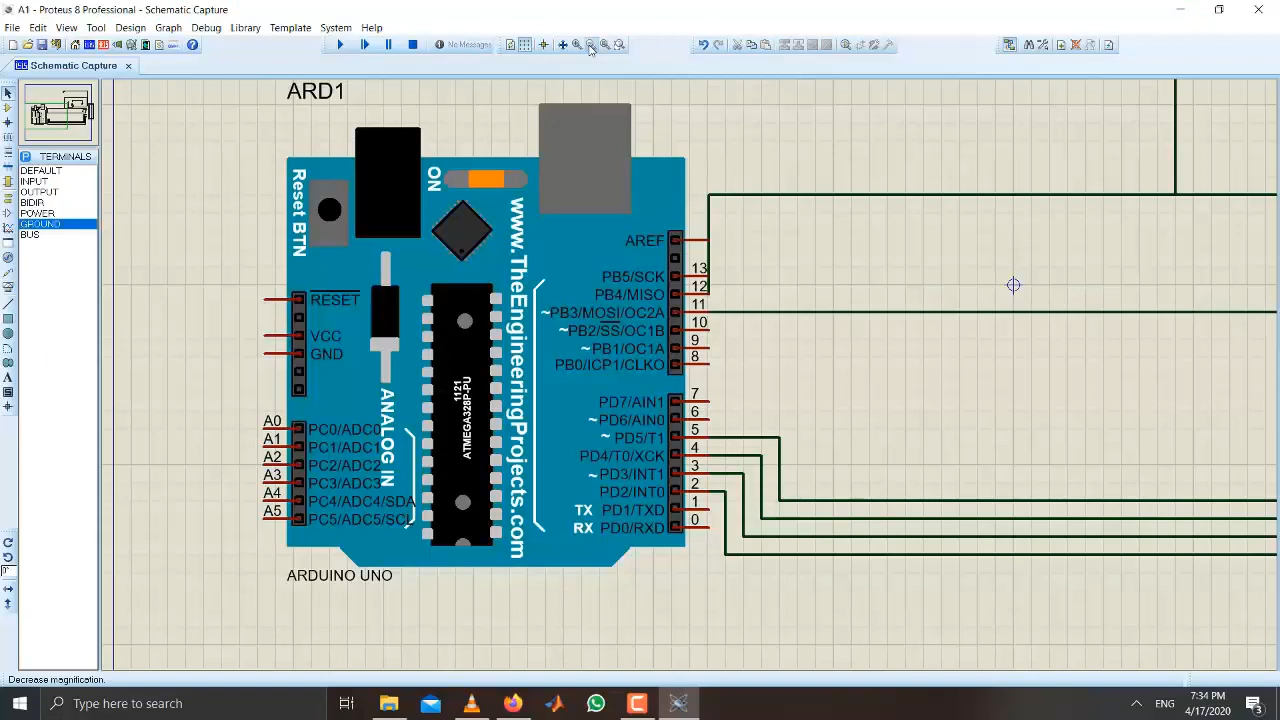 A1 - Proteus 8 Professional - Schematic Capture
File Edit View Tool Design Graph Debug Library Template System Help
No Messages
Schematic Capture
P TERMINALS
DEFAULT
INPUT
OUTPUT
BIDIR
POWER
GROUND
BUS
ARD1
Reset BTN
ON
www.TheEngineeringProjects.com
1121
ATMEGA328P-PU
ANALOG IN
RESET
VCC
GND
A0 PC0/ADC0
A1 PC1/ADC1
A2 PC2/ADC2
A3 PC3/ADC3
A4 PC4/ADC4/SDA
A5 PC5/ADC5/SCL
AREF
PB5/SCK 13
PB4/MISO 12
~PB3/MOSI/OC2A 11
~PB2/SS/OC1B 10
~PB1/OC1A 9
PB0/ICP1/CLKO 8
PD7/AIN1 7
~PD6/AIN0 6
~PD5/T1 5
PD4/T0/XCK 4
~PD3/INT1 3
PD2/INT0 2
TX PD1/TXD 1
RX PD0/RXD 0
ARDUINO UNO
Decrease magnification.
Type here to search
ENG
7:34 PM
4/17/2020
3